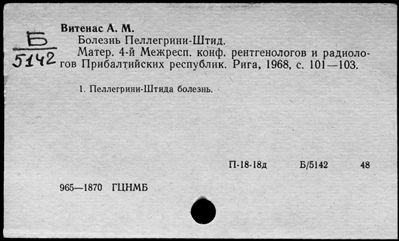 Б
5142
Витенас А. М.
Болезнь Пеллегрини-Штид.
Матер. 4-й Межресп. конф. рентгенологов и радиоло-
гов Прибалтийских республик. Рига, 1968, с. 101—103.
1. Пеллегрини-Штида болезнь.
П-18-18д Б/5142 48
965—1870 ГЦНМБ